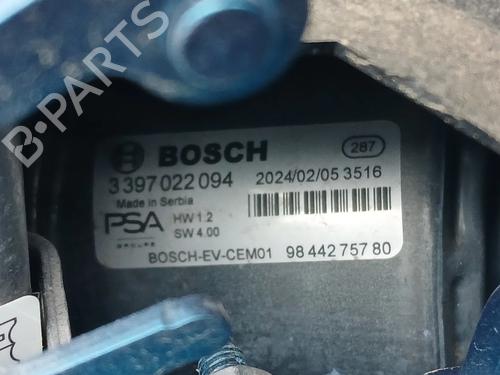 BOSCH 287
3 397 022 094 2024/02/05 3516
Made in Serbia
PSA HW 1.2
GROUPE SW 4.00
BOSCH-EV-CEM01 98 442 757 80
B-PARTS